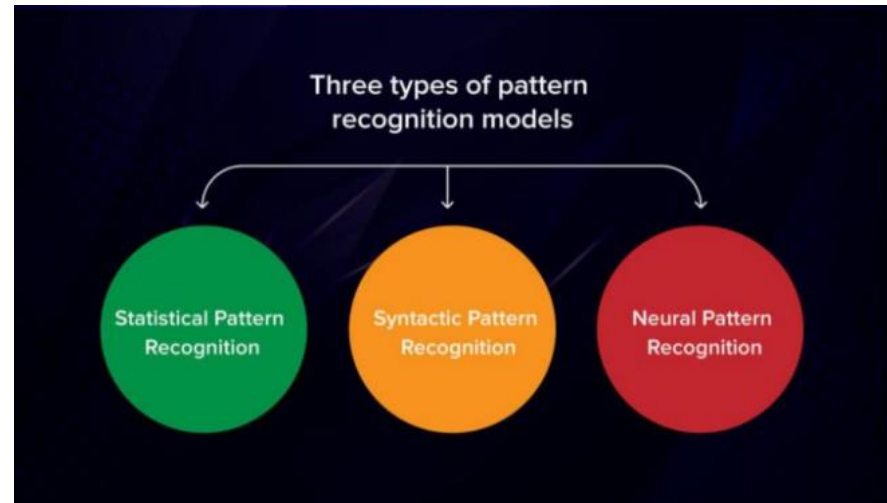 Three types of pattern
recognition models
Statistical Pattern
Recognition
Syntactic Pattern
Recognition
Neural Pattern
Recognition